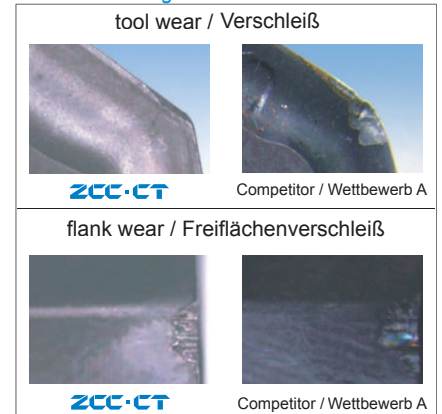 tool wear / Verschleiß
ZCC·CT
Competitor / Wettbewerb A
flank wear / Freiflächenverschleiß
ZCC·CT
Competitor / Wettbewerb A